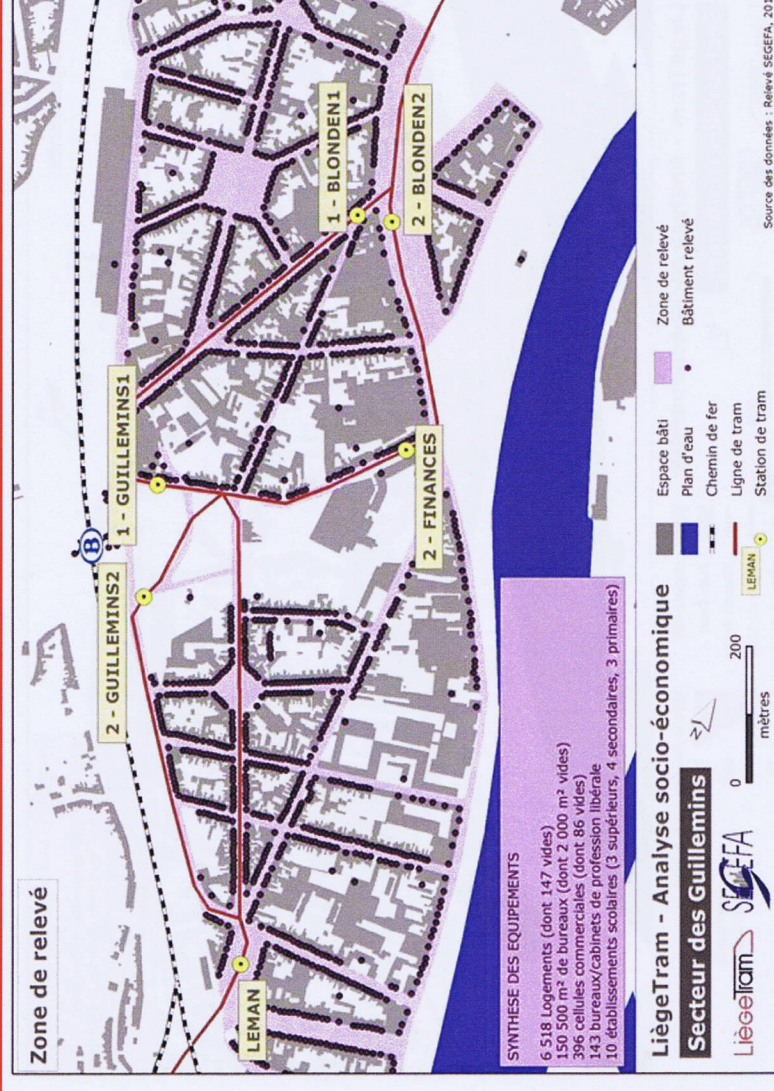 Zone de relevé
2 - GUILLEMINS2
1 - GUILLEMINS1
B
1 - BLONDEN1
2 - BLONDEN2
2 - FINANCES
LEMAN
SYNTHESE DES EQUIPEMENTS
6 518 Logements (dont 147 vides)
150 500 m² de bureaux (dont 2 000 m² vides)
396 cellules commerciales (dont 86 vides)
143 bureaux/cabinets de profession libérale
10 établissements scolaires (3 supérieurs, 4 secondaires, 3 primaires)
LiègeTram - Analyse socio-économique
Secteur des Guillemins
LiègeTram
SEGEFA
N
0
200
mètres
Espace bâti
Plan d'eau
Chemin de fer
Ligne de tram
LEMAN
Station de tram
Zone de relevé
Bâtiment relevé
Source des données : Relevé SEGEFA,